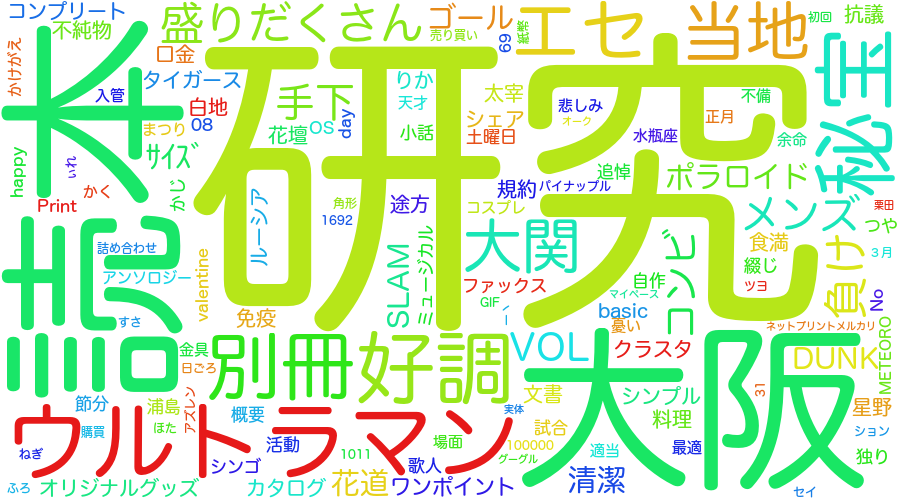 コンプリート
不純物
盛りだくさん
ゴール
売り買い
69
エセ
当地
初回
抗議
秘宝
かけがえ
本
口金
タイガース
入管
白地
08
まつり
サイズ
手下
花壇
OS
day
りか
天才
小話
研究
太宰
シェア
土曜日
悲しみ
オーク
水瓶座
不備
正月
余命
happy
いれ
かく
かじ
Print
読
詰め合わせ
アンソロジー
すさ
ルーシア
valentine
角形
1692
途方
規約
パイナップル
追悼
ポラロイド
メンズ
栗田
つや
コスプレ
大関
SLAM
ミュージカル
ファックス
GIF
自作
マイペース
コンビ
食満
綴じ
ツヨ
負け
3月
No
免疫
basic
憂い
クラスタ
ネットプリントメルカリ
METEORO
金具
日ごろ
別冊
好調
VOL
大阪
DUNK
ウルトラマン
節分
購買
浦島
ほた
アズレン
概要
活動
シンゴ
実体
100000
グーグル
場面
1011
歌人
文書
試合
適当
シンプル
料理
最適
31
星野
ション
独り
ねぎ
ふろ
オリジナルグッズ
カタログ
花道
ワンポイント
清潔
セイ